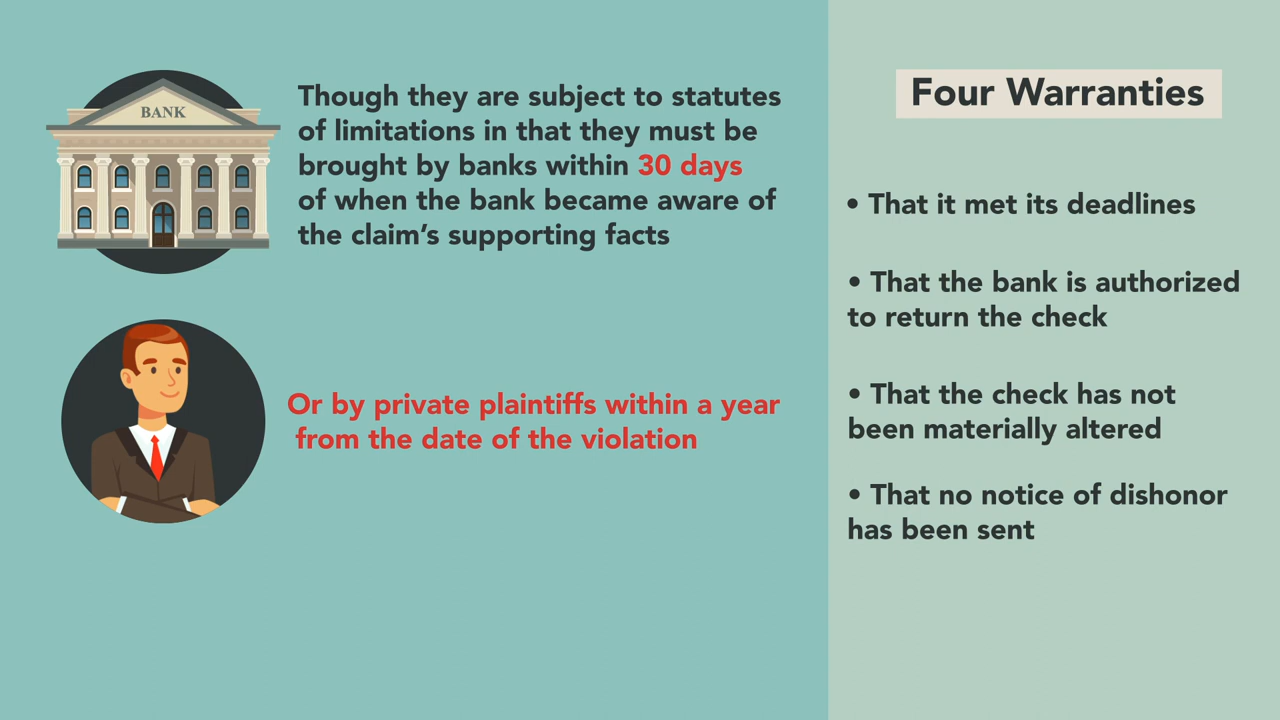 BANK
Though they are subject to statutes
of limitations in that they must be
brought by banks within 30 days
of when the bank became aware of
the claim's supporting facts
Or by private plaintiffs within a year
from the date of the violation
Four Warranties
• That it met its deadlines
• That the bank is authorized
to return the check
• That the check has not
been materially altered
• That no notice of dishonor
has been sent